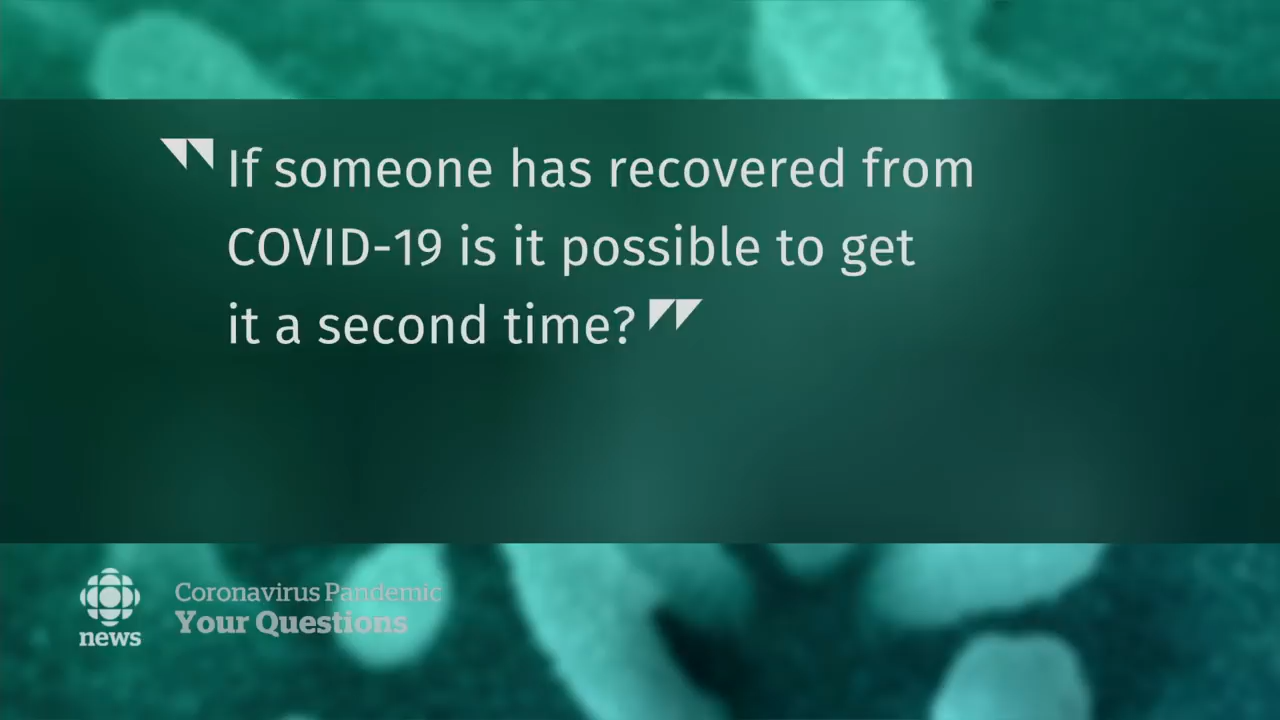 If someone has recovered from
COVID-19 is it possible to get
it a second time?
Coronavirus Pandemic
Your Questions
news